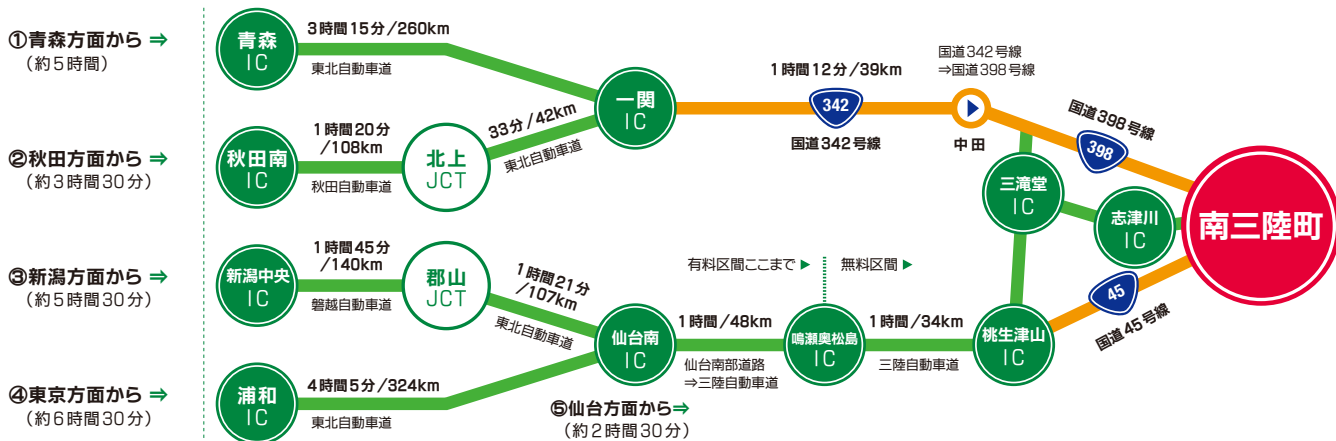 ①青森方面から ⇒
（約5時間）
②秋田方面から ⇒
（約3時間30分）
③新潟方面から ⇒
（約5時間30分）
④東京方面から ⇒
（約6時間30分）
青森
IC
3時間15分/260km
東北自動車道
秋田南
IC
1時間20分
/108km
秋田自動車道
北上
JCT
33分/42km
東北自動車道
一関
IC
1時間12分/39km
342
国道342号線
国道342号線
⇒国道398号線
中田
国道398号線
398
三滝堂
IC
志津川
IC
南三陸町
新潟中央
IC
1時間45分
/140km
磐越自動車道
郡山
JCT
1時間21分
/107km
東北自動車道
浦和
IC
4時間5分/324km
東北自動車道
仙台南
IC
1時間/48km
仙台南部道路
⇒三陸自動車道
⑤仙台方面から⇒
（約2時間30分）
有料区間ここまで ▶
無料区間 ▶
鳴瀬奥松島
IC
1時間/34km
三陸自動車道
桃生津山
IC
45
国道45号線